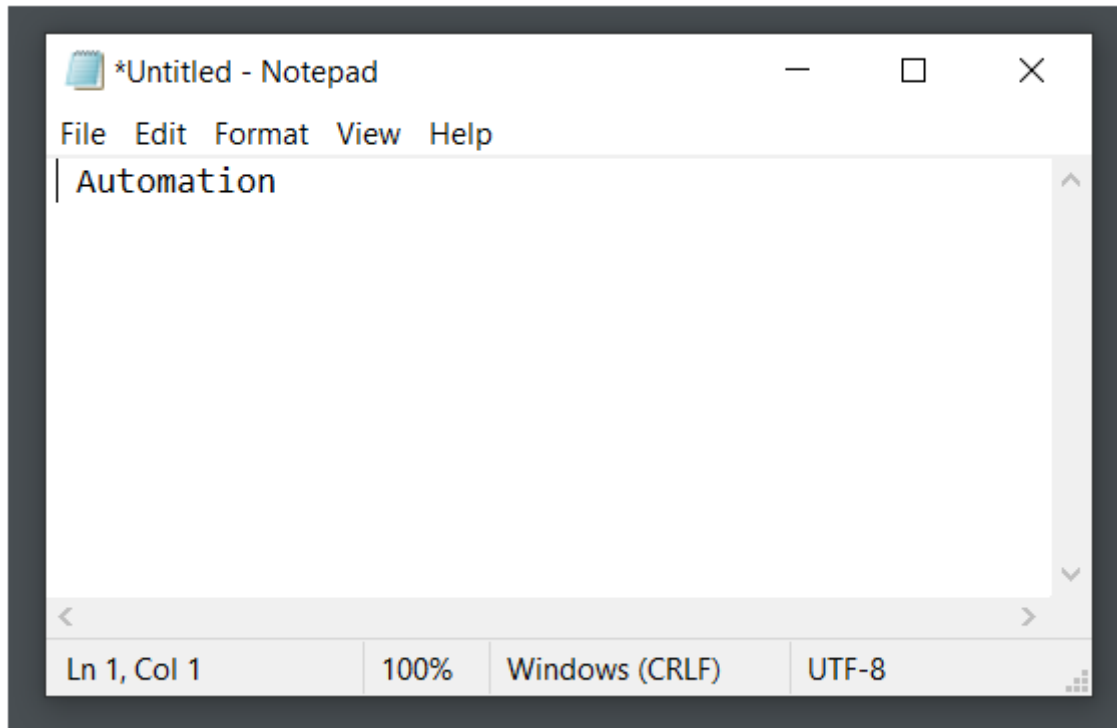 *Untitled - Notepad
File Edit Format View Help
Automation
Ln 1, Col 1 100% Windows (CRLF) UTF-8